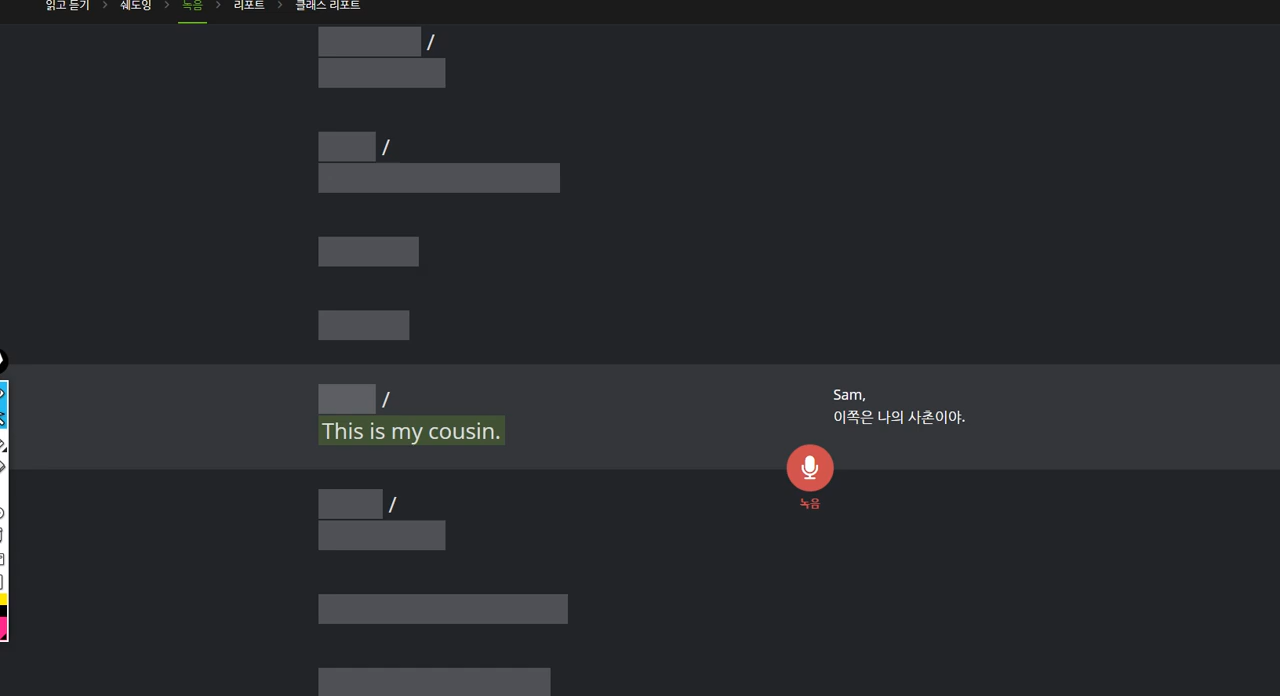 읽고 듣기 > 쉐도잉 > 녹음 > 리포트 > 클래스 리포트
/
/
/
This is my cousin.
Sam,
이쪽은 나의 사촌이야.
녹음
/